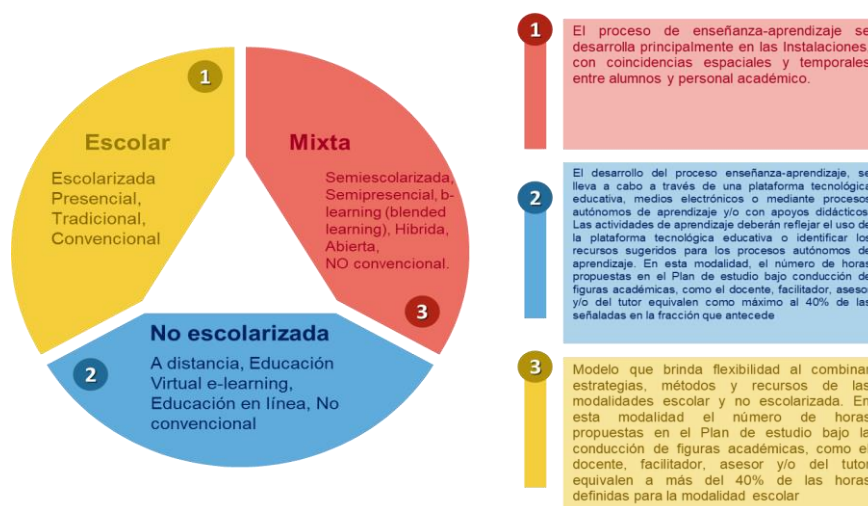 1
Escolar
Escolarizada
Presencial,
Tradicional,
Convencional
Mixta
Semiescolarizada,
Semipresencial, b-
learning (blended
learning), Hibrida,
Abierta,
NO convencional.
3
No escolarizada
2
A distancia, Educación
Virtual e-learning,
Educación en línea, No
convencional
1
El proceso de enseñanza-aprendizaje se
desarrolla principalmente en las Instalaciones,
con coincidencias espaciales y temporales
entre alumnos y personal académico.
2
El desarrollo del proceso enseñanza-aprendizaje, se
lleva a cabo a través de una plataforma tecnológica
educativa, medios electrónicos o mediante procesos
autónomos de aprendizaje y/o con apoyos didácticos.
Las actividades de aprendizaje deberán reflejar el uso de
la plataforma tecnológica educativa o identificar los
recursos sugeridos para los procesos autónomos de
aprendizaje. En esta modalidad, el número de horas
propuestas en el Plan de estudio bajo conducción de
figuras académicas, como el docente, facilitador, asesor
y/o del tutor equivalen como máximo al 40% de las
señaladas en la fracción que antecede
3
Modelo que brinda flexibilidad al combinar
estrategias, métodos y recursos de las
modalidades escolar y no escolarizada. En
esta modalidad el número de horas
propuestas en el Plan de estudio bajo la
conducción de figuras académicas, como el
docente, facilitador, asesor y/o del tutor
equivalen a más del 40% de las horas
definidas para la modalidad escolar